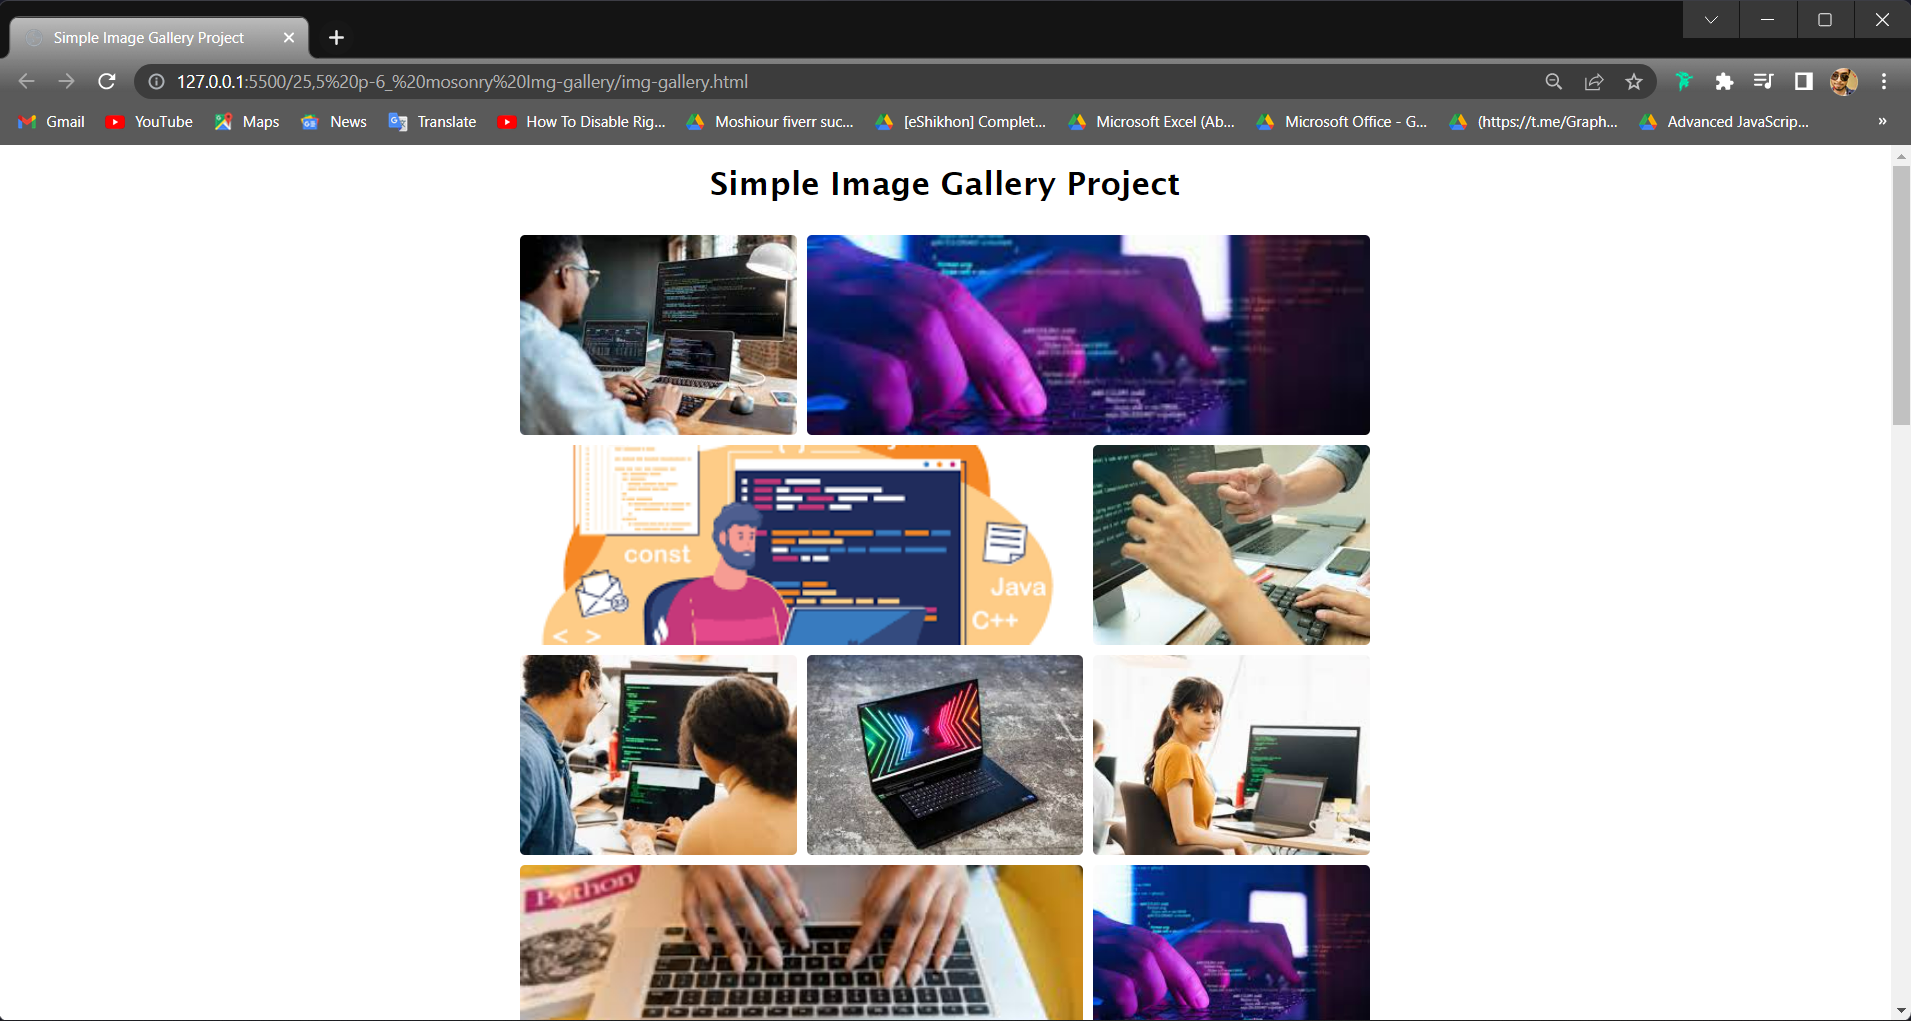 Simple Image Gallery Project
127.0.0.1:5500/25,5%20p-6_%20mosonry%20Img-gallery/img-gallery.html
Gmail YouTube Maps News Translate How To Disable Rig... Moshiour fiverr suc... [eShikhon] Complet... Microsoft Excel (Ab... Microsoft Office - G... (https://t.me/Graph... Advanced JavaScrip... »
Simple Image Gallery Project
{ }
const
Java
C++
< >
Python